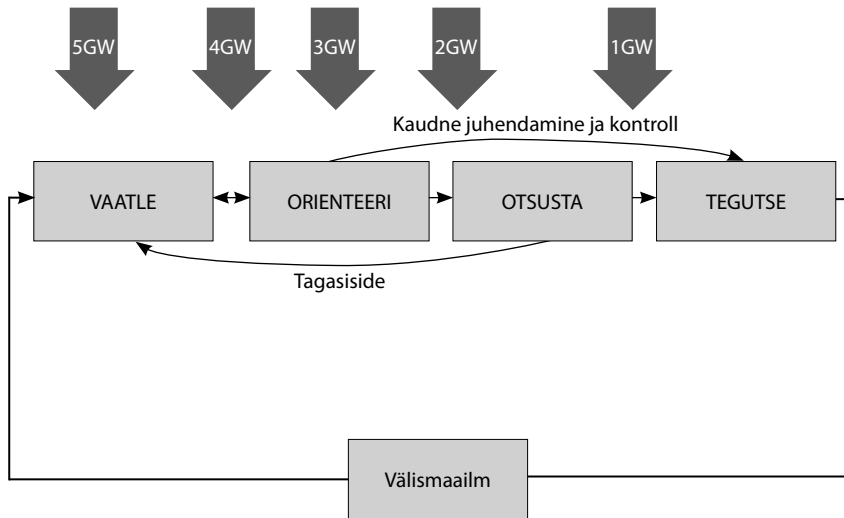 5GW 4GW 3GW 2GW 1GW
Kaudne juhendamine ja kontroll
VAATLE ORIENTEERI OTSUSTA TEGUTSE
Tagasiside
Välismaailm